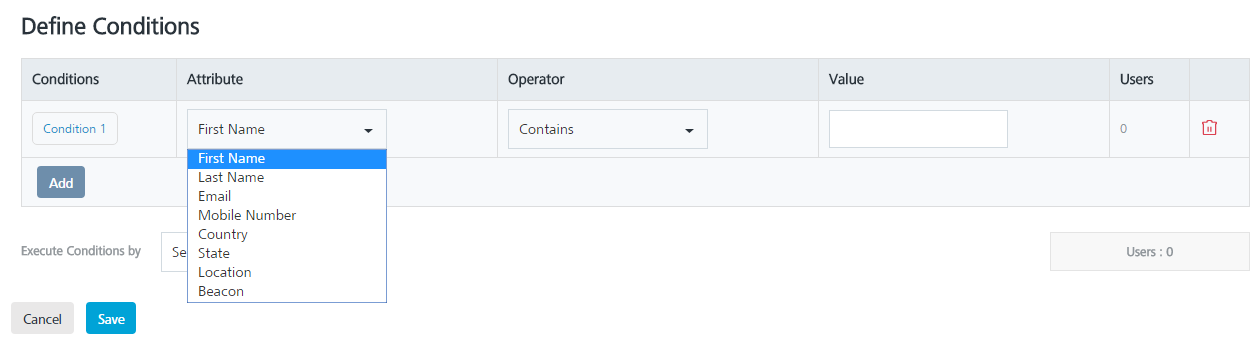 Define Conditions
Conditions Attribute Operator Value Users
Condition 1 First Name Contains 0
First Name
Last Name
Email
Mobile Number
Country
State
Location
Beacon
Add
Execute Conditions by Se Users : 0
Cancel Save